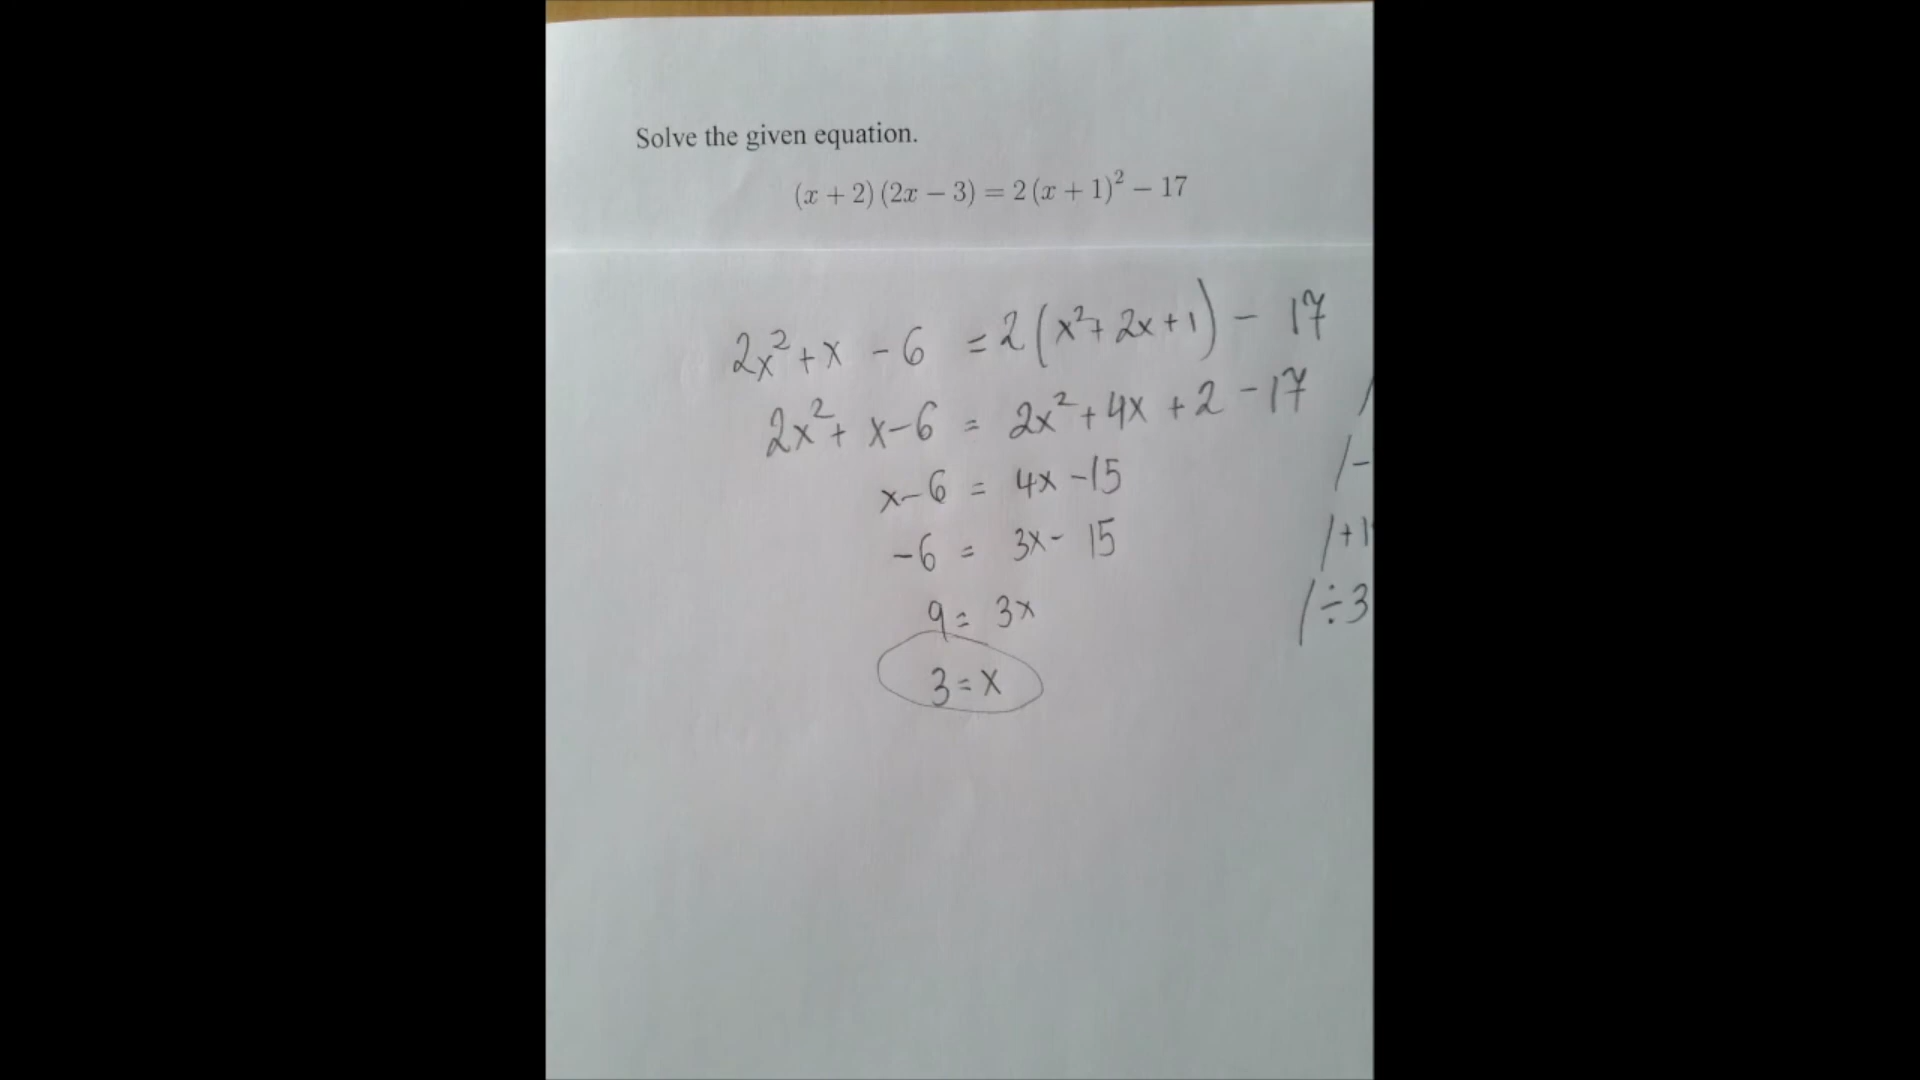 Solve the given equation.
(x + 2) (2x − 3) = 2 (x + 1)² − 17
2x² + x − 6 = 2(x² + 2x + 1) − 17
2x² + x − 6 = 2x² + 4x + 2 − 17 /
x − 6 = 4x − 15 /−
−6 = 3x − 15 /+1
9 = 3x /÷3
3 = x